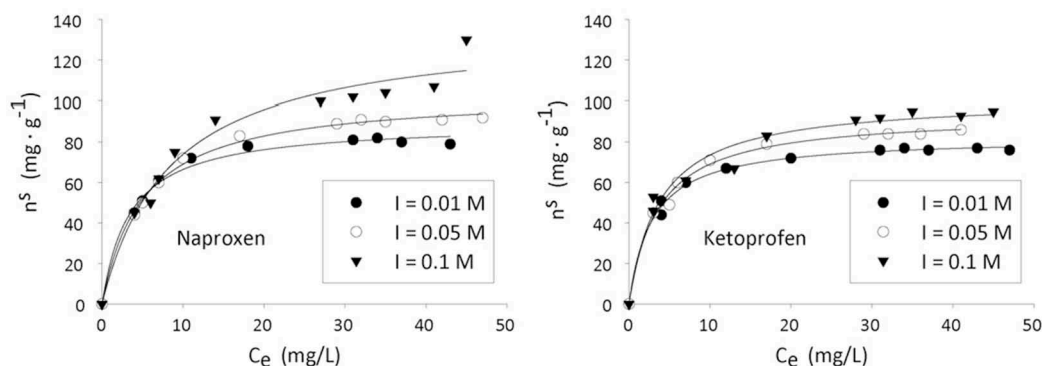 140
120
100
80
60
40
20
0
nˢ (mg · g⁻¹)
Naproxen
I = 0.01 M
I = 0.05 M
I = 0.1 M
0 10 20 30 40 50
Ce (mg/L)
140
120
100
80
60
40
20
0
nˢ (mg · g⁻¹)
Ketoprofen
I = 0.01 M
I = 0.05 M
I = 0.1 M
0 10 20 30 40 50
Ce (mg/L)